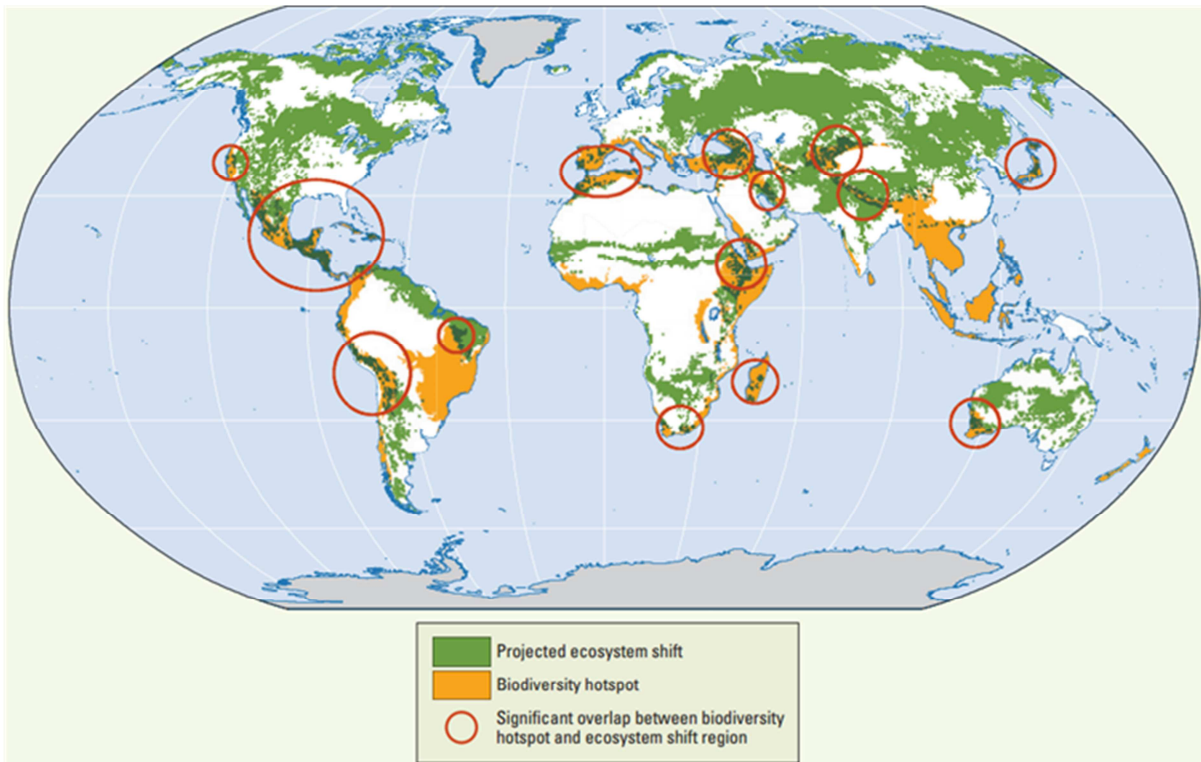 Projected ecosystem shift
Biodiversity hotspot
Significant overlap between biodiversity
hotspot and ecosystem shift region